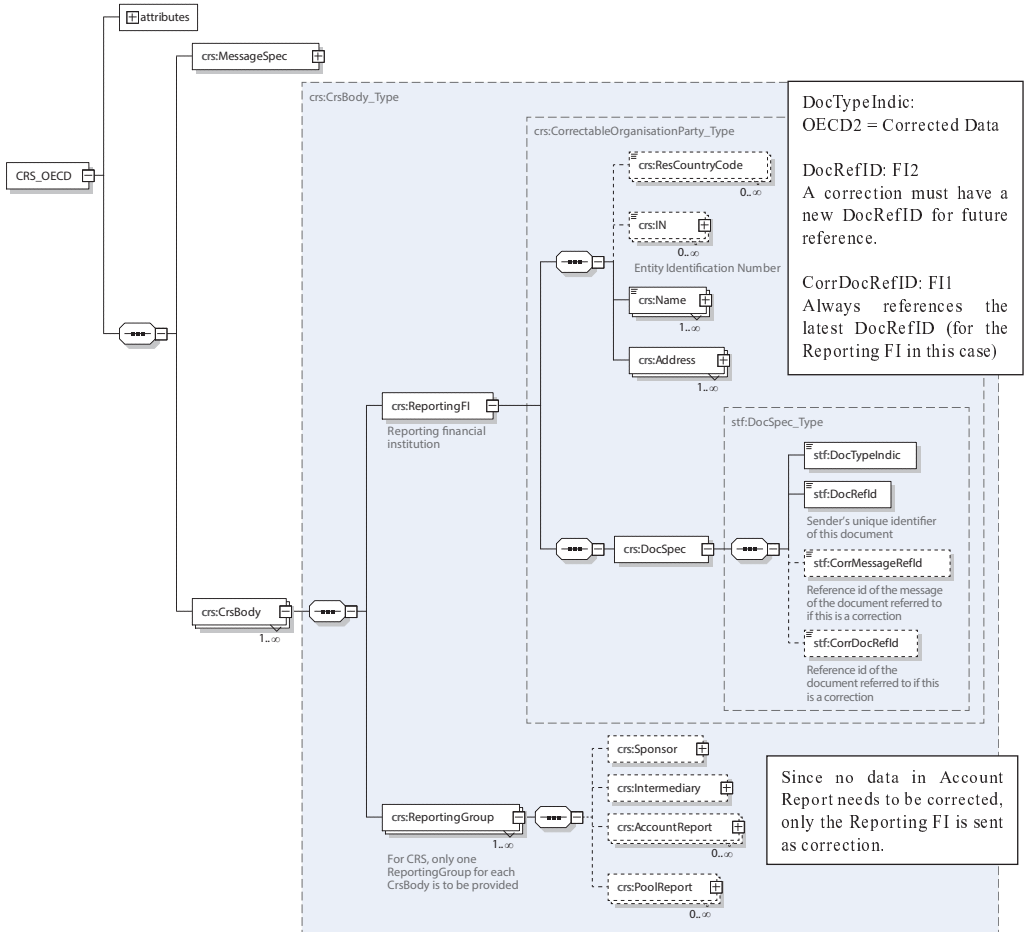 attributes
crs:MessageSpec
CRS_OECD
crs:CrsBody_Type
crs:CorrectableOrganisationParty_Type
crs:ResCountryCode
0..∞
crs:IN
0..∞
Entity Identification Number
crs:Name
1..∞
crs:Address
1..∞
DocTypeIndic:
OECD2 = Corrected Data
DocRefID: FI2
A correction must have a
new DocRefID for future
reference.
CorrDocRefID: FI1
Always references the
latest DocRefID (for the
Reporting FI in this case)
crs:ReportingFI
Reporting financial
institution
stf:DocSpec_Type
stf:DocTypeIndic
stf:DocRefId
Sender's unique identifier
of this document
crs:DocSpec
stf:CorrMessageRefId
Reference id of the message
of the document referred to
if this is a correction
stf:CorrDocRefId
Reference id of the
document referred to if this
is a correction
crs:CrsBody
1..∞
crs:Sponsor
crs:Intermediary
crs:ReportingGroup
1..∞
For CRS, only one
ReportingGroup for each
CrsBody is to be provided
crs:AccountReport
0..∞
crs:PoolReport
0..∞
Since no data in Account
Report needs to be corrected,
only the Reporting FI is sent
as correction.